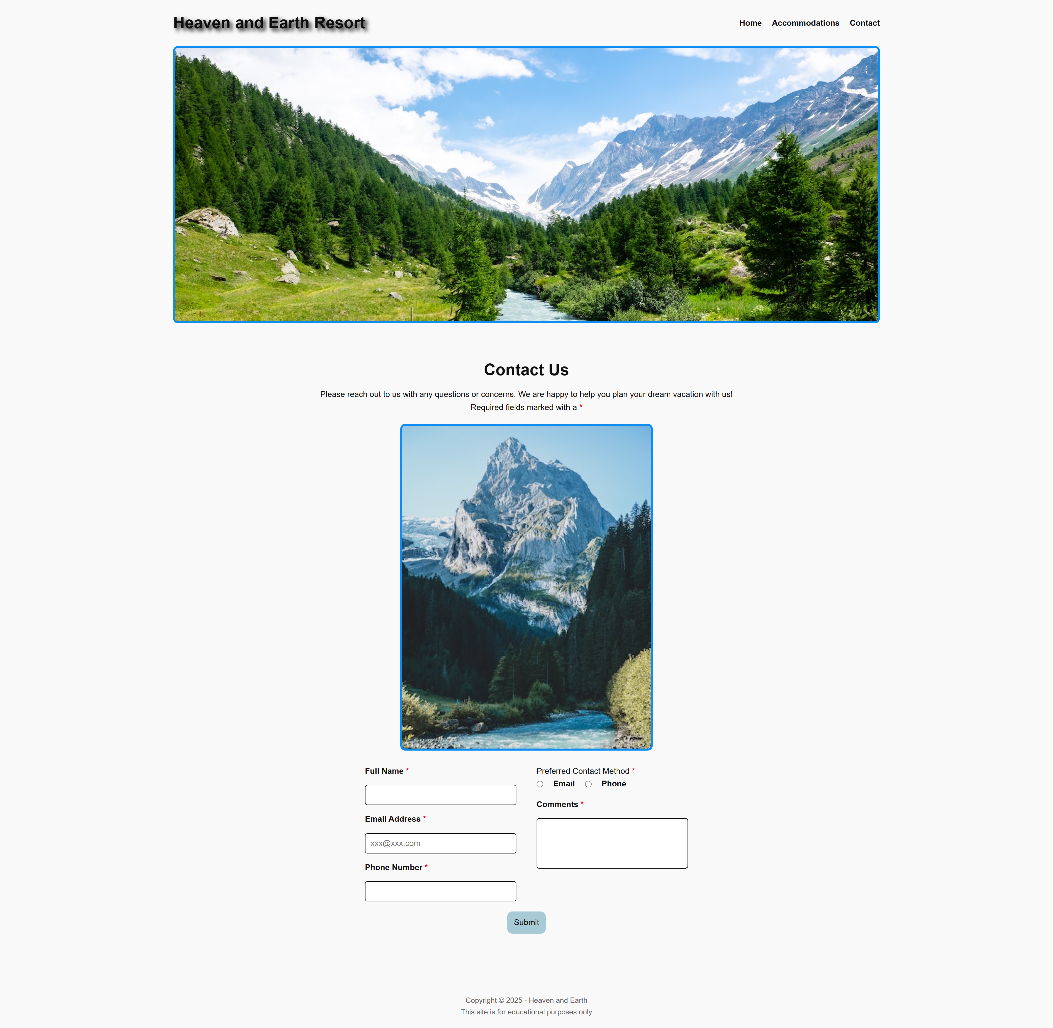 Heaven and Earth Resort
Home Accommodations Contact
Contact Us
Please reach out to us with any questions or concerns. We are happy to help you plan your dream vacation with us!
Required fields marked with a *
Full Name *
Preferred Contact Method *
Email Phone
Comments *
Email Address *
xxx@xxx.com
Phone Number *
Submit
Copyright © 2025 - Heaven and Earth
This site is for educational purposes only